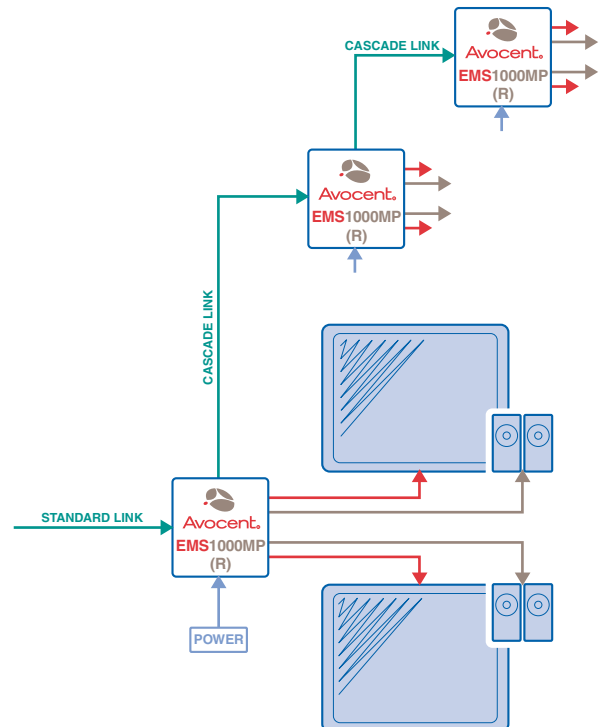 CASCADE LINK
Avocent
EMS1000MP
(R)
Avocent
EMS1000MP
(R)
CASCADE LINK
STANDARD LINK
Avocent
EMS1000MP
(R)
POWER